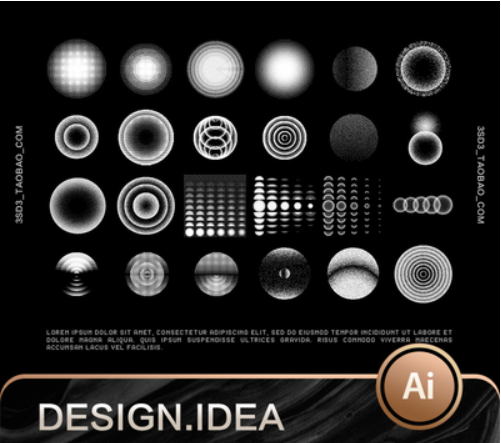 3SD3_TAOBAO_COM
3SD3_TAOBAO_COM
LOREM IPSUM DOLOR SIT AMET, CONSECTETUR ADIPISCING ELIT, SED DO EIUSMOD TEMPOR INCIDIDUNT UT LABORE ET
DOLORE MAGNA ALIQUA. QUIS IPSUM SUSPENDISSE ULTRICES GRAVIDA. RISUS COMMODO VIVERRA MAECENAS
ACCUMSAN LACUS VEL FACILISIS.
Ai
DESIGN.IDEA